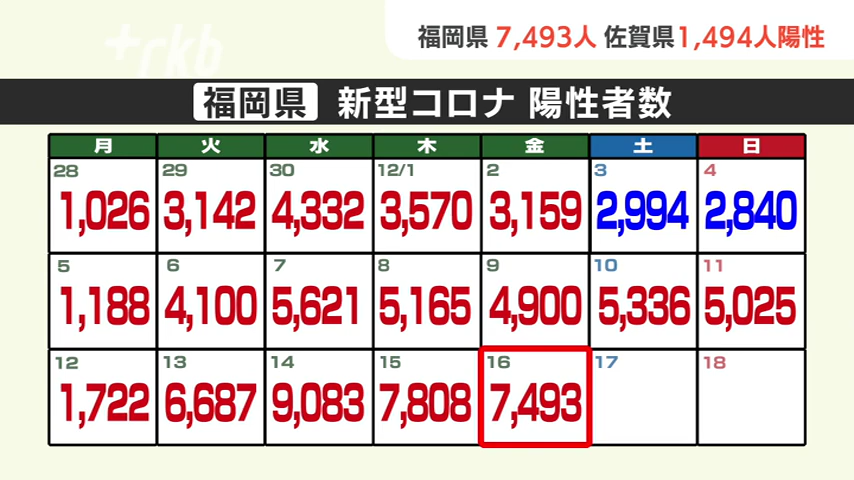 +rkb
福岡県 7,493人 佐賀県1,494人陽性
福岡県 新型コロナ 陽性者数
月 火 水 木 金 土 日
28 29 30 12/1 2 3 4
1,026 3,142 4,332 3,570 3,159 2,994 2,840
5 6 7 8 9 10 11
1,188 4,100 5,621 5,165 4,900 5,336 5,025
12 13 14 15 16 17 18
1,722 6,687 9,083 7,808 7,493